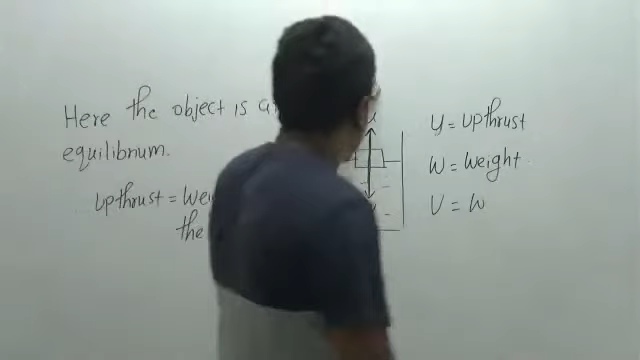 Here the object is at
equilibrium.
upthrust = Wei
the
u
U = upthrust
W = weight
U = W